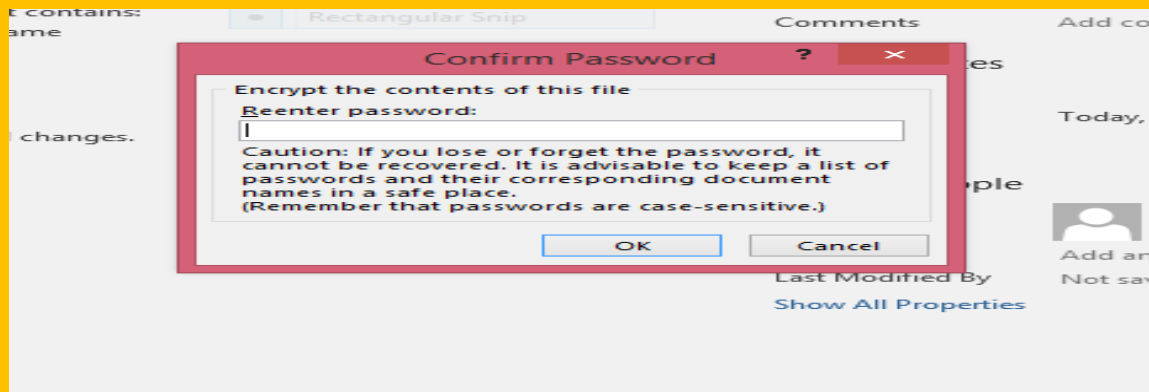 t contains:
ame
Rectangular Snip
Comments
Add co
Confirm Password
?
es
Encrypt the contents of this file
Reenter password:
changes.
Today,
Caution: If you lose or forget the password, it
cannot be recovered. It is advisable to keep a list of
passwords and their corresponding document
names in a safe place.
(Remember that passwords are case-sensitive.)
ple
OK
Cancel
Add an
Last Modified By
Not sav
Show All Properties